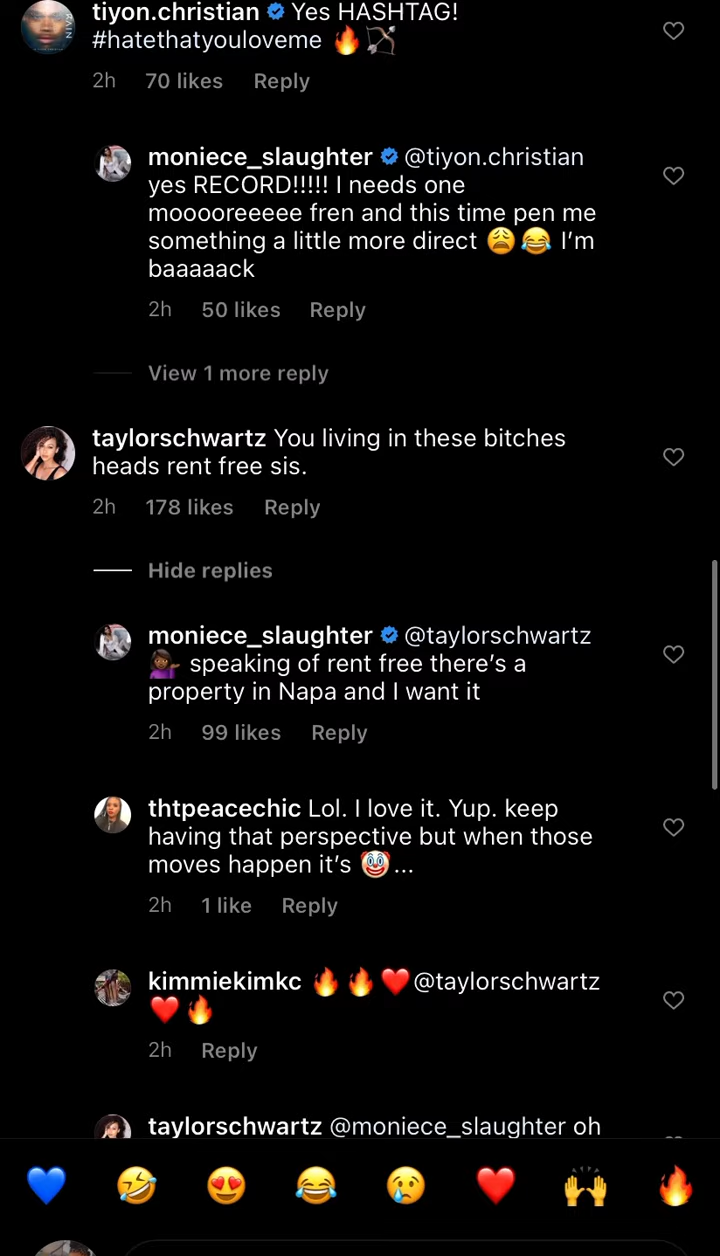 tiyon.christian Yes HASHTAG!
#hatethatyouloveme 🔥🏹
2h 70 likes Reply
moniece_slaughter @tiyon.christian
yes RECORD!!!!! I needs one
mooooreeeee fren and this time pen me
something a little more direct 😩😂 I'm
baaaaack
2h 50 likes Reply
View 1 more reply
taylorschwartz You living in these bitches
heads rent free sis.
2h 178 likes Reply
Hide replies
moniece_slaughter @taylorschwartz
💁🏾‍♀️ speaking of rent free there's a
property in Napa and I want it
2h 99 likes Reply
thtpeacechic Lol. I love it. Yup. keep
having that perspective but when those
moves happen it's 🤡...
2h 1 like Reply
kimmiekimkc 🔥🔥❤️@taylorschwartz
❤️🔥
2h Reply
taylorschwartz @moniece_slaughter oh
💙🤣😍😂😢❤️🙌🔥